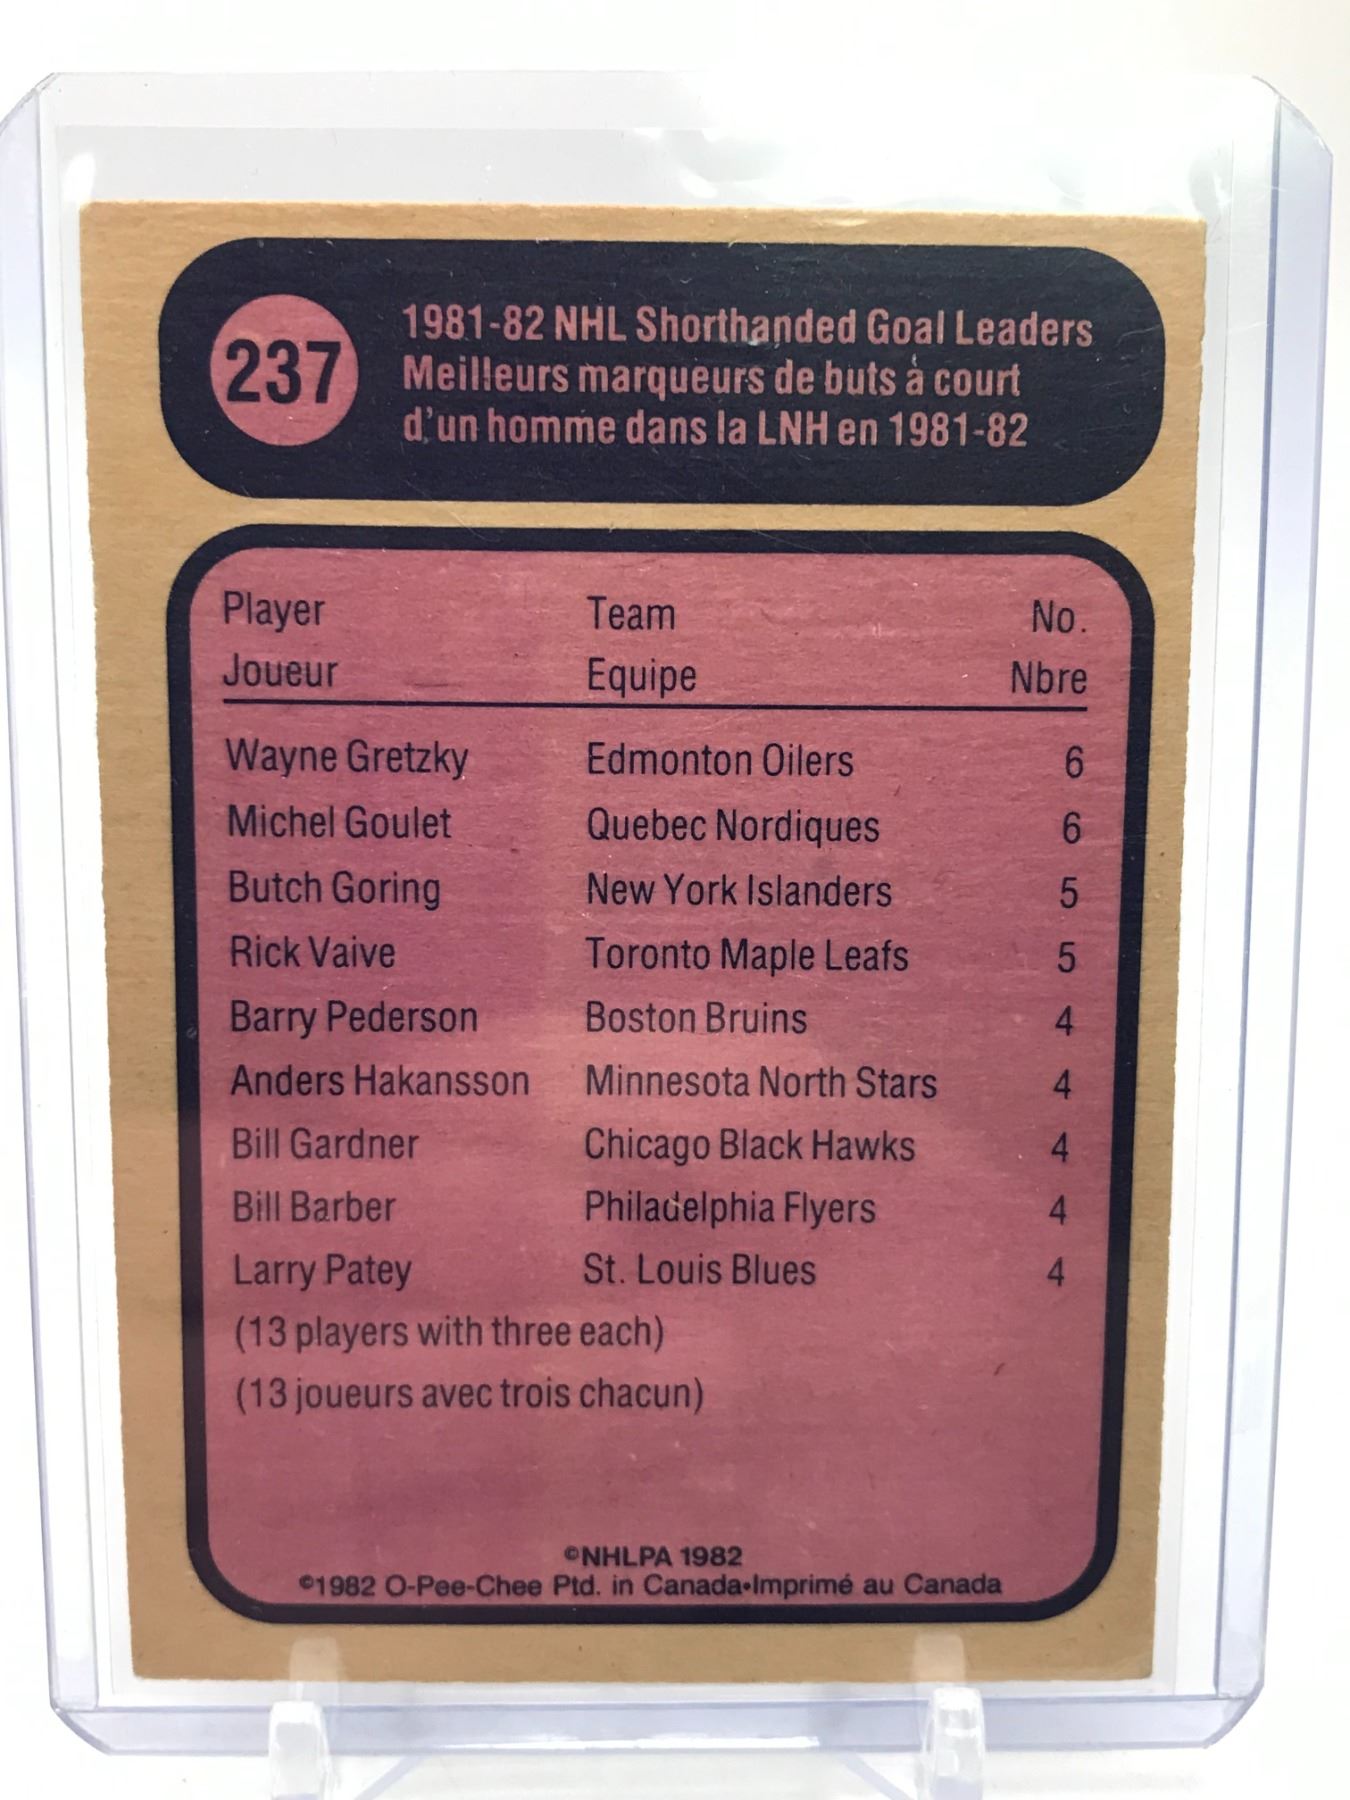 237
1981-82 NHL Shorthanded Goal Leaders
Meilleurs marqueurs de buts à court
d'un homme dans la LNH en 1981-82
Player Team No.
Joueur Equipe Nbre
Wayne Gretzky Edmonton Oilers 6
Michel Goulet Quebec Nordiques 6
Butch Goring New York Islanders 5
Rick Vaive Toronto Maple Leafs 5
Barry Pederson Boston Bruins 4
Anders Hakansson Minnesota North Stars 4
Bill Gardner Chicago Black Hawks 4
Bill Barber Philadelphia Flyers 4
Larry Patey St. Louis Blues 4
(13 players with three each)
(13 joueurs avec trois chacun)
©NHLPA 1982
©1982 O-Pee-Chee Ptd. in Canada•Imprimé au Canada